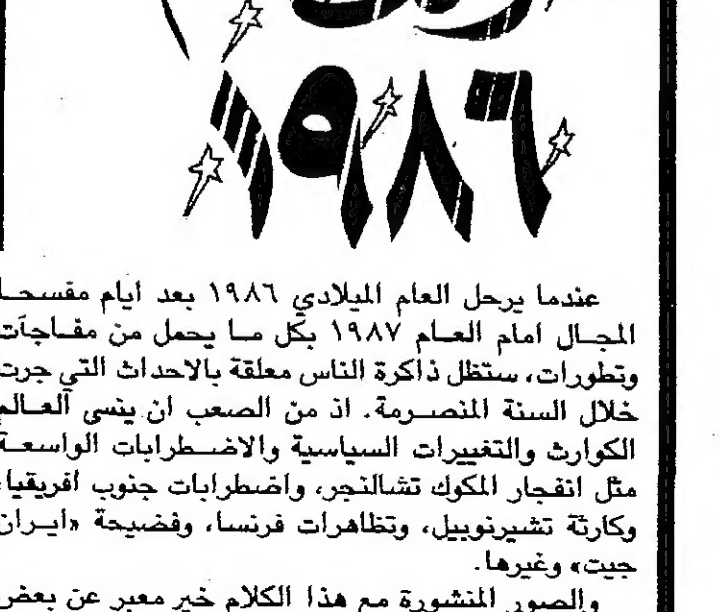 ١٩٨٦
عندما يرحل العام الميلادي ١٩٨٦ بعد ايام مفسحا
المجال امام العام ١٩٨٧ بكل ما يحمل من مفاجآت
وتطورات، ستظل ذاكرة الناس معلقة بالاحداث التي جرت
خلال السنة المنصرمة. اذ من الصعب ان ينسى العالم
الكوارث والتغييرات السياسية والاضطرابات الواسعة
مثل انفجار المكوك تشالنجر، واضطرابات جنوب افريقيا،
وكارثة تشيرنوبيل، وتظاهرات فرنسا، وفضيحة «ايران
جيت» وغيرها.
والصور المنشورة مع هذا الكلام خير معبر عن بعض